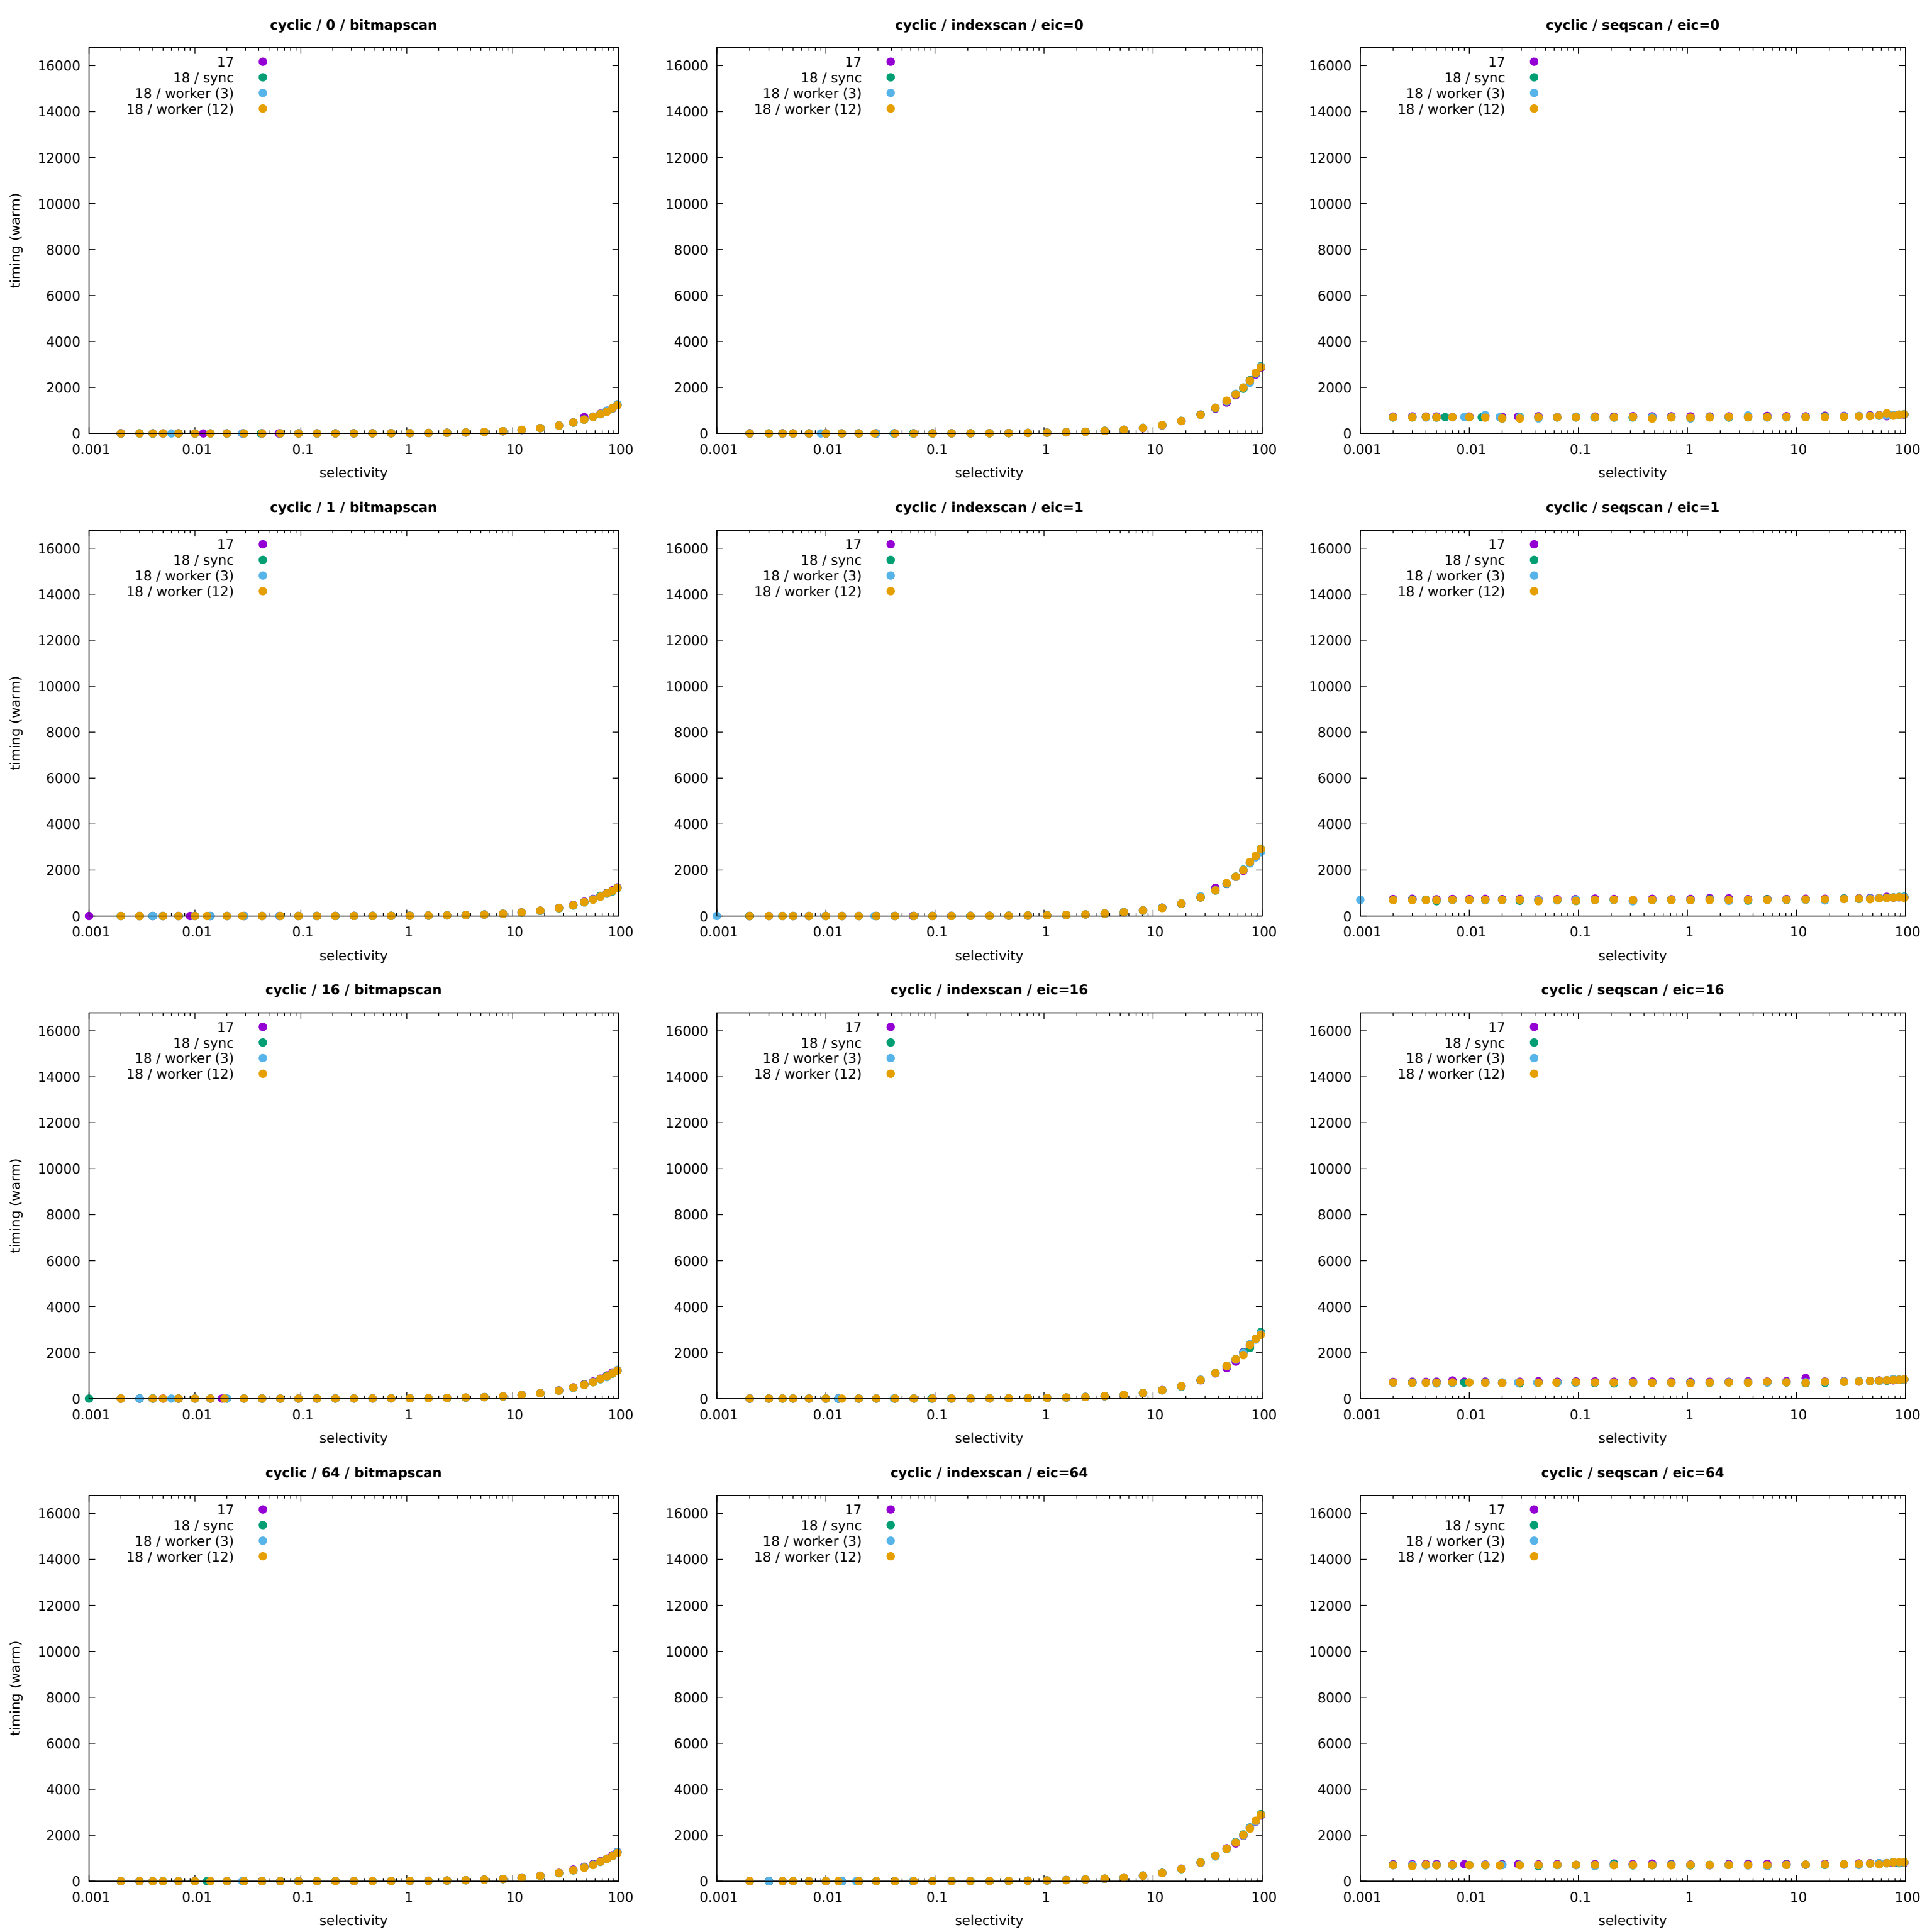 cyclic / 0 / bitmapscan
16000
14000
12000
10000
8000
6000
4000
2000
0
timing (warm)
17
18 / sync
18 / worker (3)
18 / worker (12)
0.001 0.01 0.1 1 10 100
selectivity
cyclic / indexscan / eic=0
16000
14000
12000
10000
8000
6000
4000
2000
0
17
18 / sync
18 / worker (3)
18 / worker (12)
0.001 0.01 0.1 1 10 100
selectivity
cyclic / seqscan / eic=0
16000
14000
12000
10000
8000
6000
4000
2000
0
17
18 / sync
18 / worker (3)
18 / worker (12)
0.001 0.01 0.1 1 10 100
selectivity
cyclic / 1 / bitmapscan
16000
14000
12000
10000
8000
6000
4000
2000
0
timing (warm)
17
18 / sync
18 / worker (3)
18 / worker (12)
0.001 0.01 0.1 1 10 100
selectivity
cyclic / indexscan / eic=1
16000
14000
12000
10000
8000
6000
4000
2000
0
17
18 / sync
18 / worker (3)
18 / worker (12)
0.001 0.01 0.1 1 10 100
selectivity
cyclic / seqscan / eic=1
16000
14000
12000
10000
8000
6000
4000
2000
0
17
18 / sync
18 / worker (3)
18 / worker (12)
0.001 0.01 0.1 1 10 100
selectivity
cyclic / 16 / bitmapscan
16000
14000
12000
10000
8000
6000
4000
2000
0
timing (warm)
17
18 / sync
18 / worker (3)
18 / worker (12)
0.001 0.01 0.1 1 10 100
selectivity
cyclic / indexscan / eic=16
16000
14000
12000
10000
8000
6000
4000
2000
0
17
18 / sync
18 / worker (3)
18 / worker (12)
0.001 0.01 0.1 1 10 100
selectivity
cyclic / seqscan / eic=16
16000
14000
12000
10000
8000
6000
4000
2000
0
17
18 / sync
18 / worker (3)
18 / worker (12)
0.001 0.01 0.1 1 10 100
selectivity
cyclic / 64 / bitmapscan
16000
14000
12000
10000
8000
6000
4000
2000
0
timing (warm)
17
18 / sync
18 / worker (3)
18 / worker (12)
0.001 0.01 0.1 1 10 100
selectivity
cyclic / indexscan / eic=64
16000
14000
12000
10000
8000
6000
4000
2000
0
17
18 / sync
18 / worker (3)
18 / worker (12)
0.001 0.01 0.1 1 10 100
selectivity
cyclic / seqscan / eic=64
16000
14000
12000
10000
8000
6000
4000
2000
0
17
18 / sync
18 / worker (3)
18 / worker (12)
0.001 0.01 0.1 1 10 100
selectivity